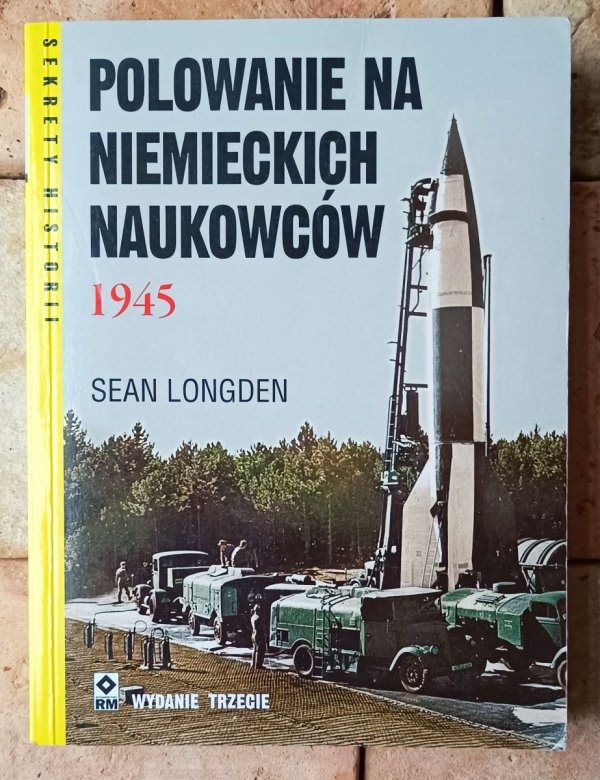 SEKRETY HISTORII
POLOWANIE NA
NIEMIECKICH
NAUKOWCÓW
1945
SEAN LONGDEN
RM
WYDANIE TRZECIE